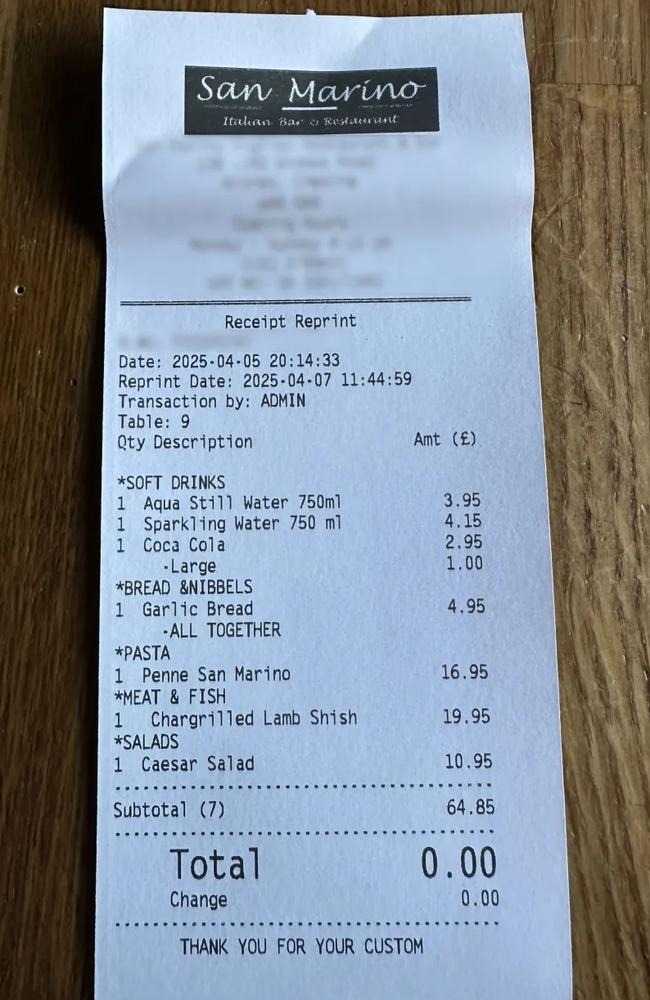 San Marino
Italian Bar & Restaurant
Receipt Reprint
Date: 2025-04-05 20:14:33
Reprint Date: 2025-04-07 11:44:59
Transaction by: ADMIN
Table: 9
Qty Description Amt (£)
*SOFT DRINKS
1 Aqua Still Water 750ml 3.95
1 Sparkling Water 750 ml 4.15
1 Coca Cola 2.95
-Large 1.00
*BREAD &NIBBELS
1 Garlic Bread 4.95
-ALL TOGETHER
*PASTA
1 Penne San Marino 16.95
*MEAT & FISH
1 Chargrilled Lamb Shish 19.95
*SALADS
1 Caesar Salad 10.95
Subtotal (7) 64.85
Total 0.00
Change 0.00
THANK YOU FOR YOUR CUSTOM